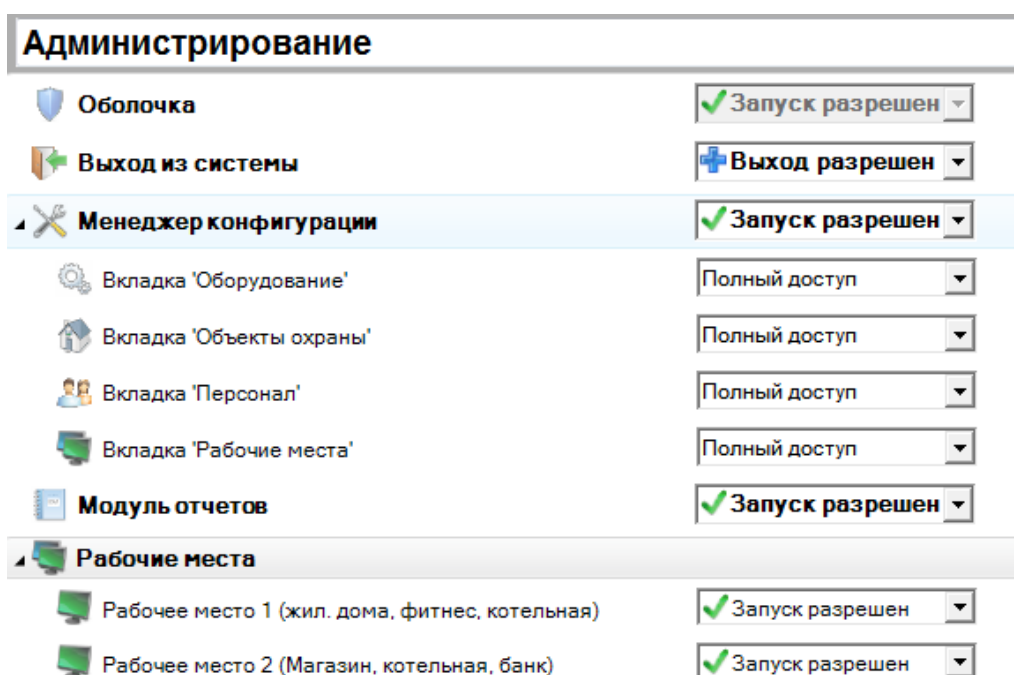 Администрирование
Оболочка Запуск разрешен
Выход из системы Выход разрешен
Менеджер конфигурации Запуск разрешен
Вкладка 'Оборудование' Полный доступ
Вкладка 'Объекты охраны' Полный доступ
Вкладка 'Персонал' Полный доступ
Вкладка 'Рабочие места' Полный доступ
Модуль отчетов Запуск разрешен
Рабочие места
Рабочее место 1 (жил. дома, фитнес, котельная) Запуск разрешен
Рабочее место 2 (Магазин, котельная, банк) Запуск разрешен